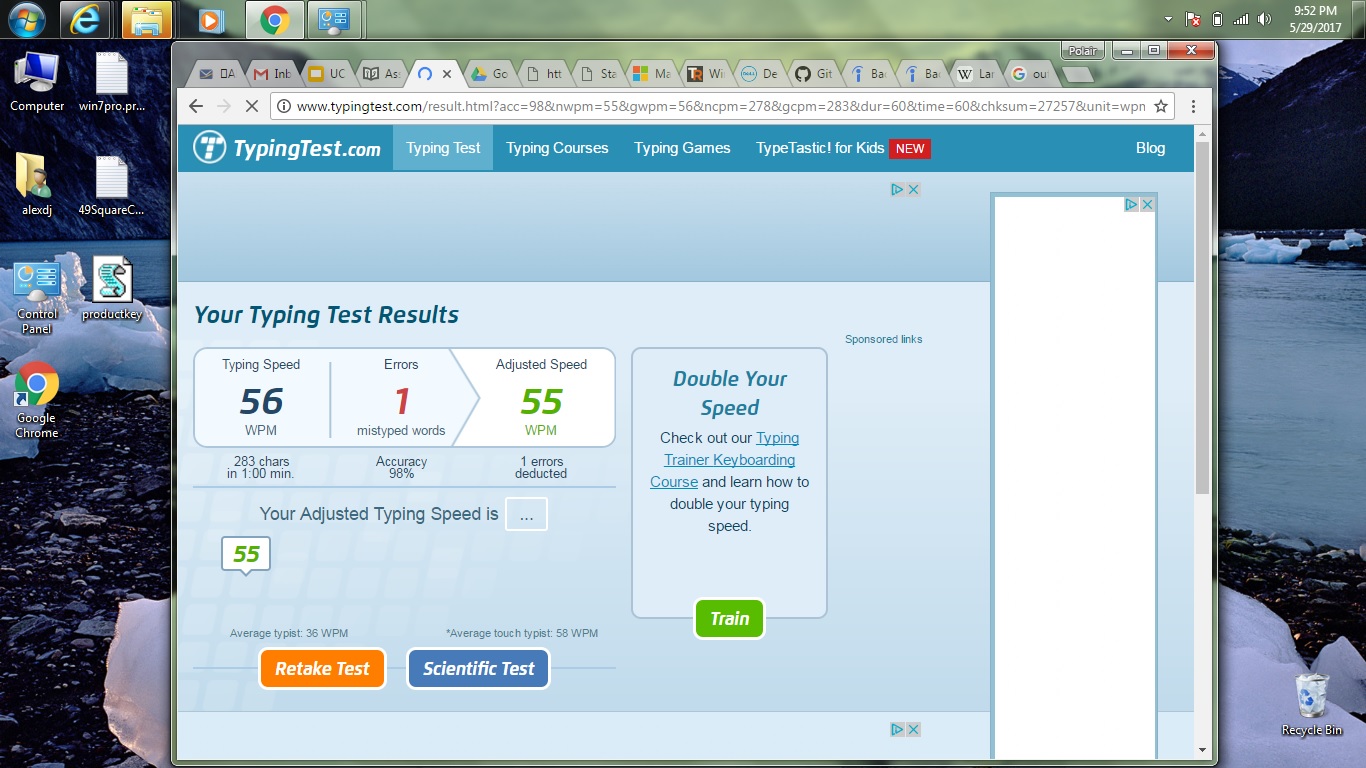 9:52 PM
5/29/2017
Computer
win7pro.pr...
alexdj
49SquareC...
Control
Panel
productkey
Google
Chrome
Recycle Bin
Polair
Inb
UC
As
Go
htt
Sta
Ma
Wi
De
Git
Ba
Ba
W Lar
G ou
www.typingtest.com/result.html?acc=98&nwpm=55&gwpm=56&ncpm=278&gcpm=283&dur=60&time=60&chksum=27257&unit=wpm
TypingTest.com
Typing Test
Typing Courses
Typing Games
TypeTastic! for Kids NEW
Blog
Your Typing Test Results
Sponsored links
Typing Speed
56
WPM
Errors
1
mistyped words
Adjusted Speed
55
WPM
283 chars
in 1:00 min.
Accuracy
98%
1 errors
deducted
Your Adjusted Typing Speed is ...
55
Average typist: 36 WPM
*Average touch typist: 58 WPM
Retake Test
Scientific Test
Double Your
Speed
Check out our Typing
Trainer Keyboarding
Course and learn how to
double your typing
speed.
Train